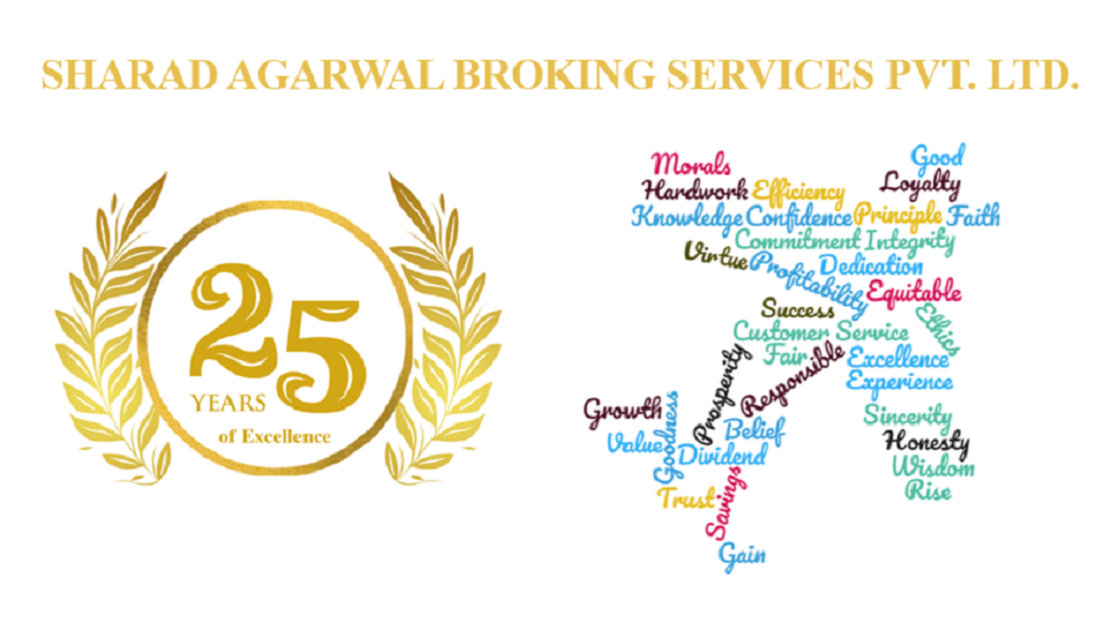 SHARAD AGARWAL BROKING SERVICES PVT. LTD.
25
YEARS
of Excellence
Morals
Good
Hardwork Efficiency
Loyalty
Knowledge Confidence Principle Faith
Commitment Integrity
Virtue Profitability Dedication
Equitable
Success
Ethics
Customer Service
Fair
Responsible
Excellence
Experience
Prosperity
Growth
Goodness
Value
Belief
Dividend
Sincerity
Honesty
Wisdom
Rise
Trust
Savings
Gain